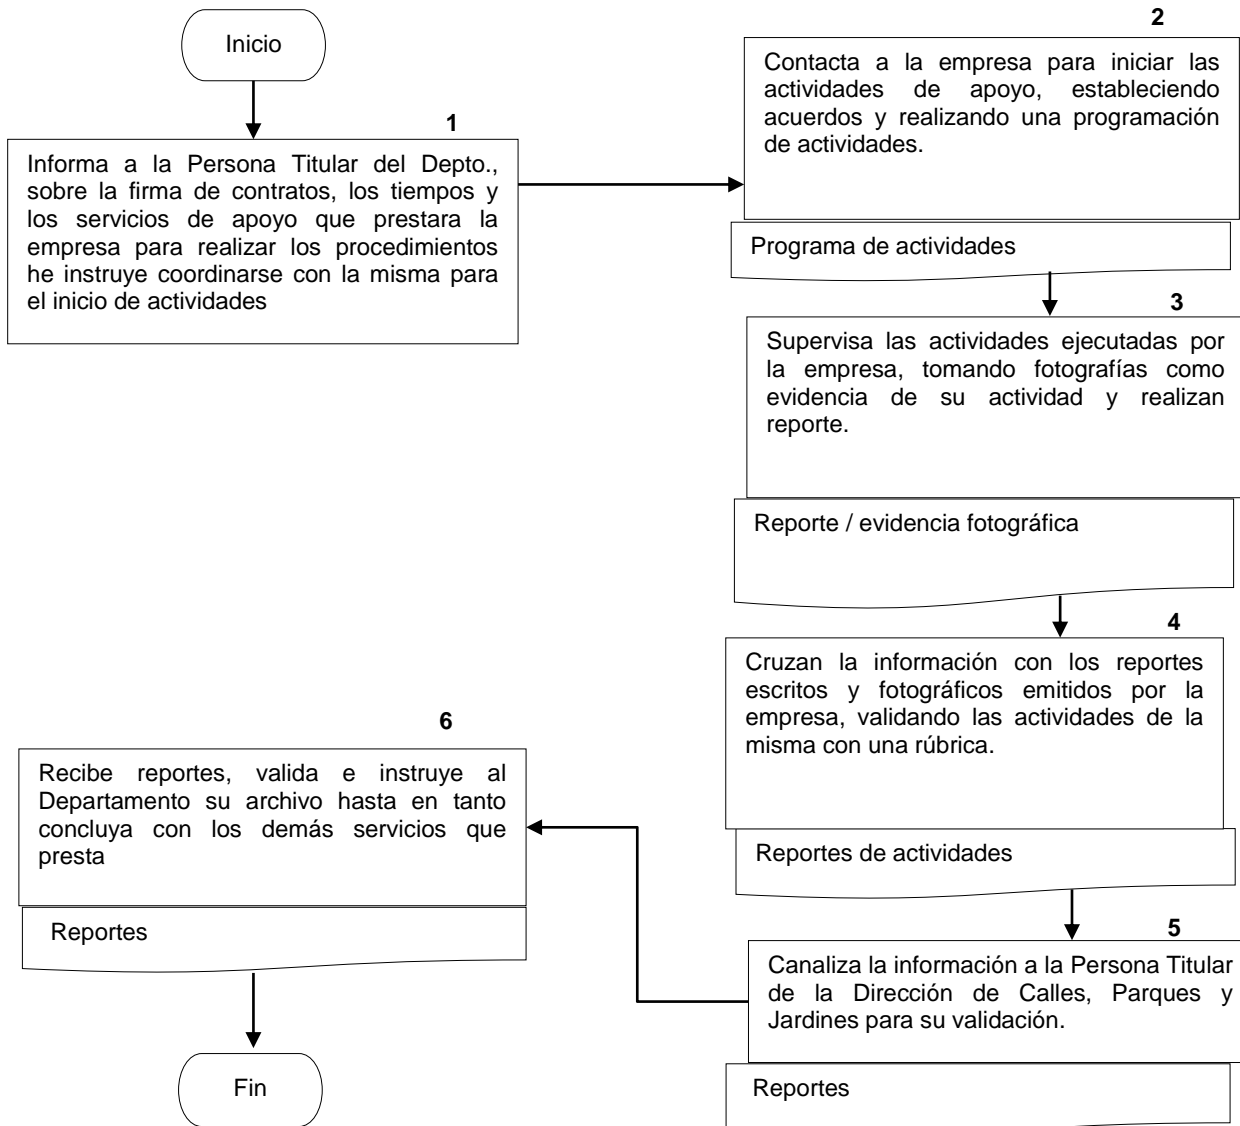 Inicio
1
Informa a la Persona Titular del Depto.,
sobre la firma de contratos, los tiempos y
los servicios de apoyo que prestara la
empresa para realizar los procedimientos
he instruye coordinarse con la misma para
el inicio de actividades
2
Contacta a la empresa para iniciar las
actividades de apoyo, estableciendo
acuerdos y realizando una programación
de actividades.
Programa de actividades
3
Supervisa las actividades ejecutadas por
la empresa, tomando fotografías como
evidencia de su actividad y realizan
reporte.
Reporte / evidencia fotográfica
4
Cruzan la información con los reportes
escritos y fotográficos emitidos por la
empresa, validando las actividades de la
misma con una rúbrica.
Reportes de actividades
5
Canaliza la información a la Persona Titular
de la Dirección de Calles, Parques y
Jardines para su validación.
Reportes
6
Recibe reportes, valida e instruye al
Departamento su archivo hasta en tanto
concluya con los demás servicios que
presta
Reportes
Fin